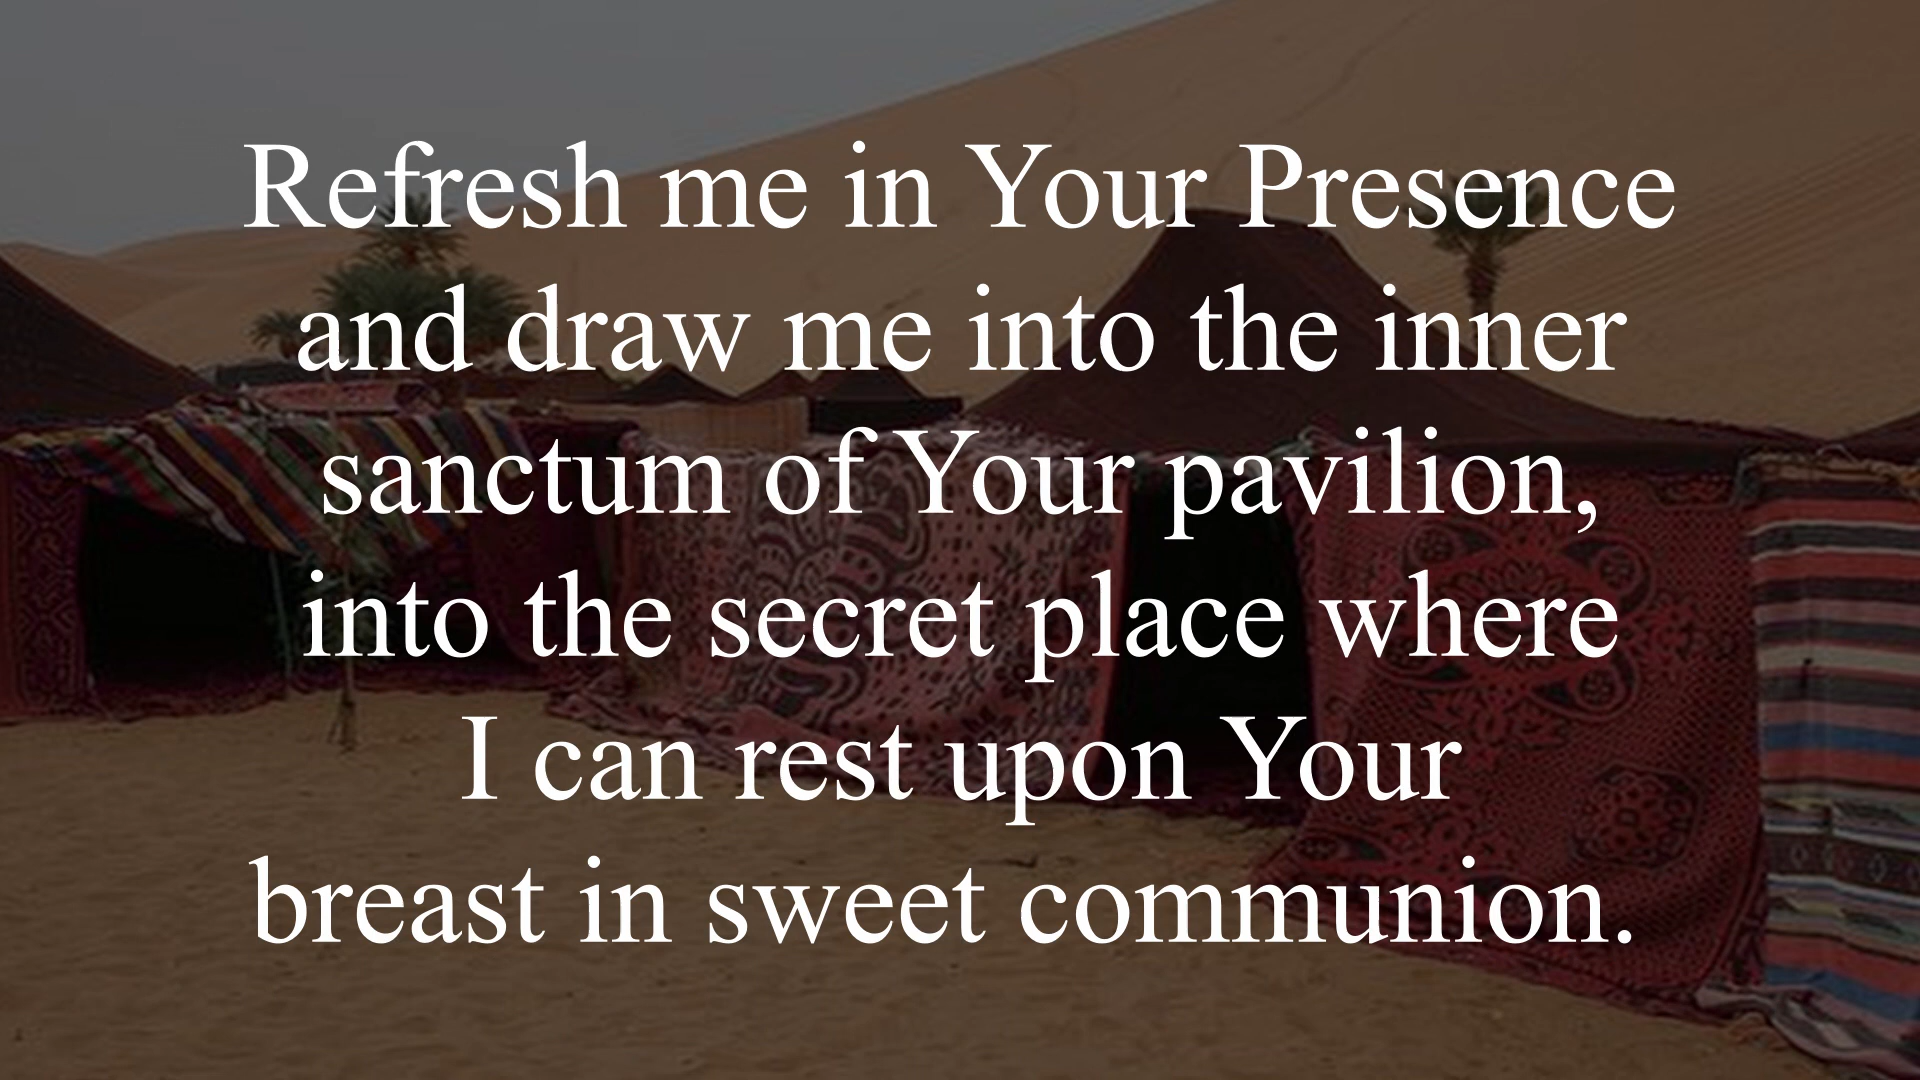 Refresh me in Your Presence
and draw me into the inner
sanctum of Your pavilion,
into the secret place where
I can rest upon Your
breast in sweet communion.